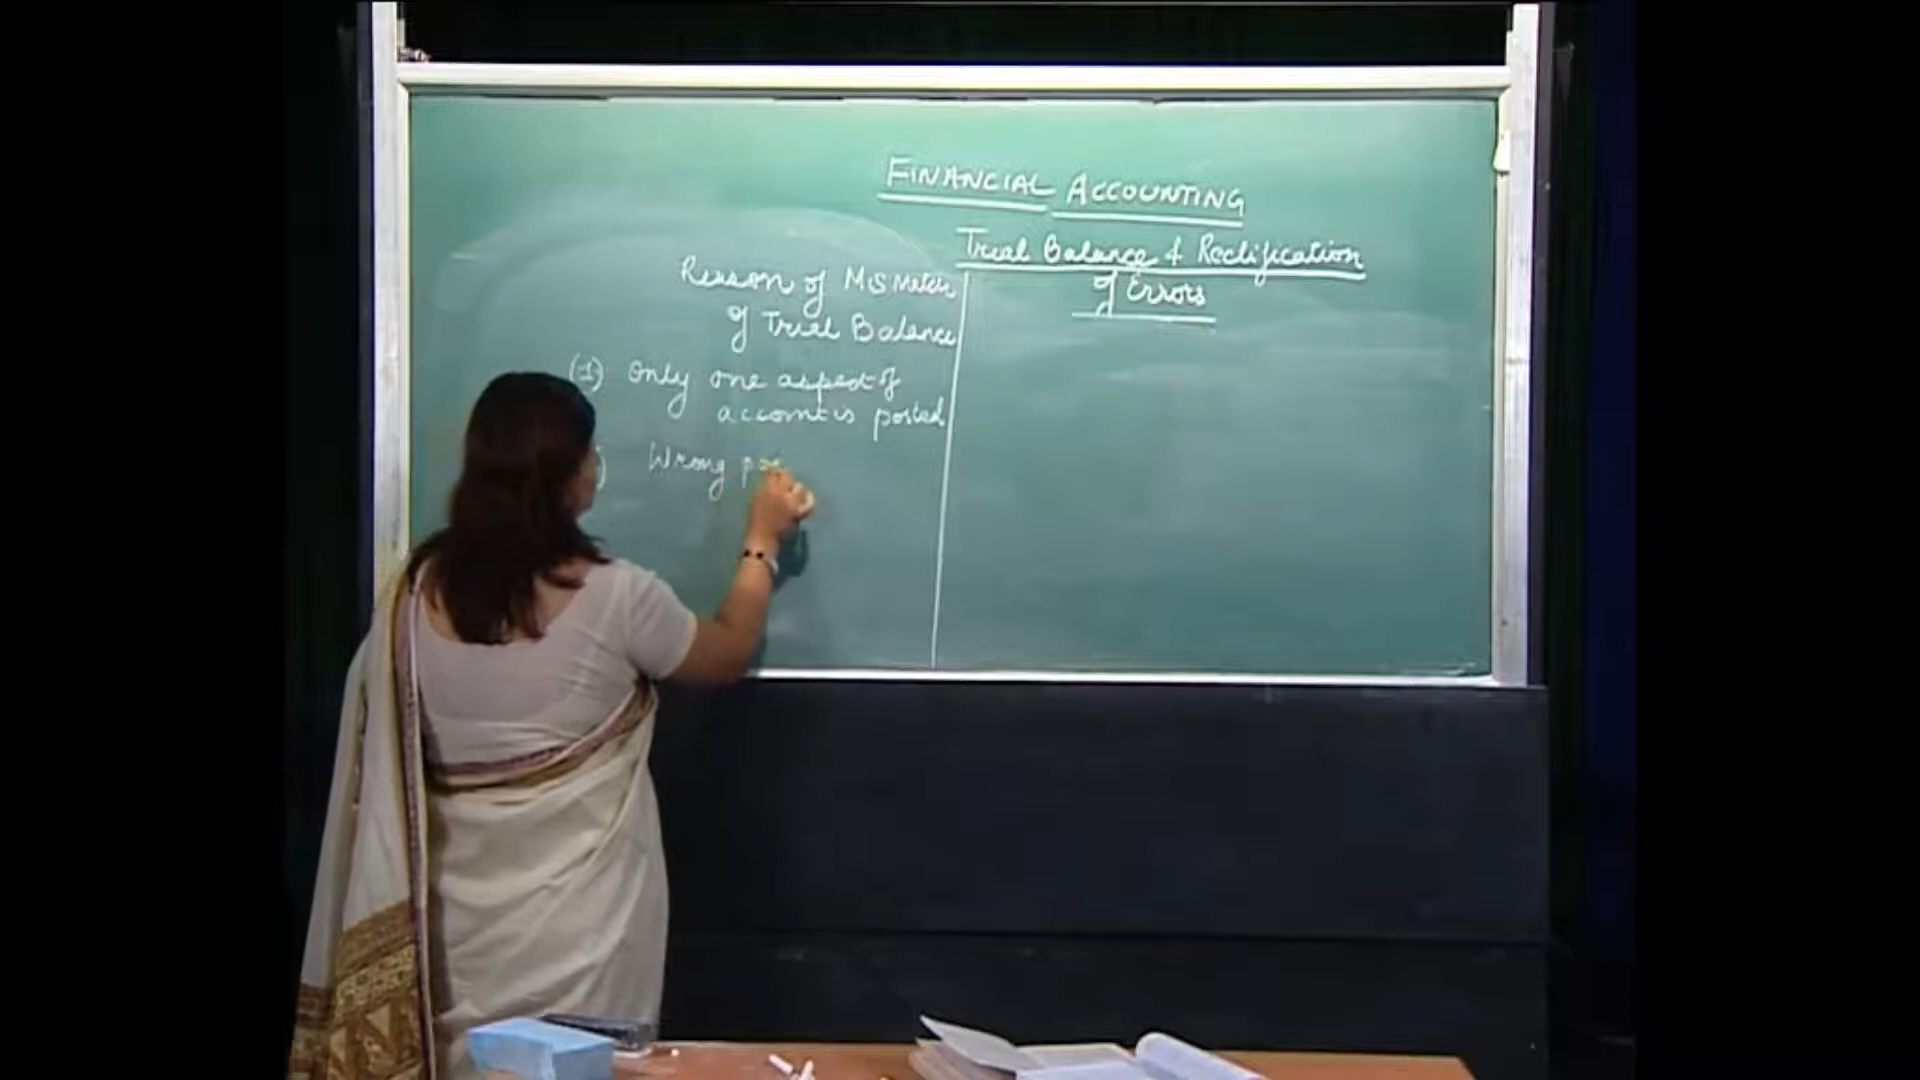 FINANCIAL ACCOUNTING
Trial Balance & Rectification
of Errors
Reason of Mismatch
of Trial Balance
(1) Only one aspect of
account is posted
) Wrong po